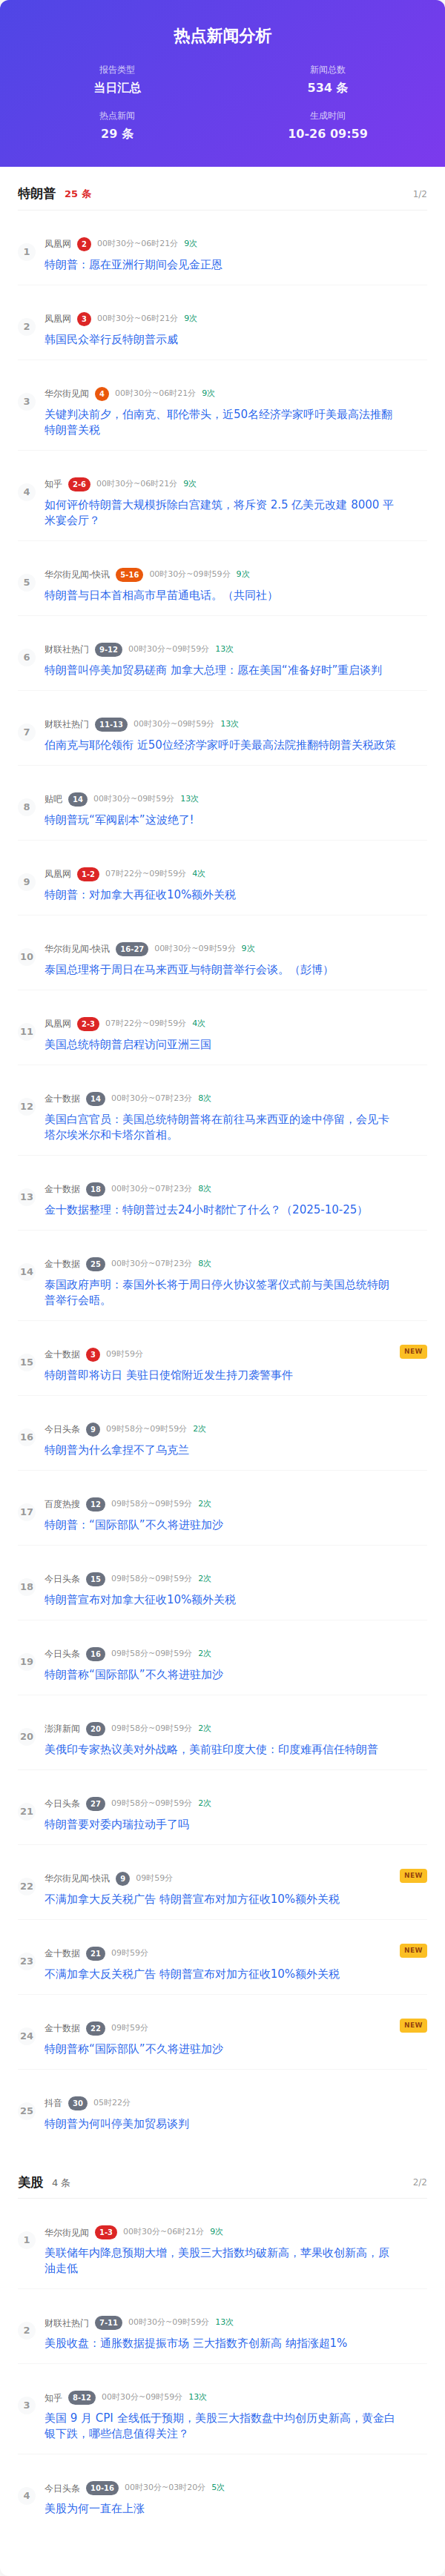 热点新闻分析
报告类型
当日汇总
新闻总数
534 条
热点新闻
29 条
生成时间
10-26 09:59
特朗普 25 条 1/2
1 凤凰网 2 00时30分~06时21分 9次
特朗普：愿在亚洲行期间会见金正恩
2 凤凰网 3 00时30分~06时21分 9次
韩国民众举行反特朗普示威
3 华尔街见闻 4 00时30分~06时21分 9次
关键判决前夕，伯南克、耶伦带头，近50名经济学家呼吁美最高法推翻
特朗普关税
4 知乎 2-6 00时30分~06时21分 9次
如何评价特朗普大规模拆除白宫建筑，将斥资 2.5 亿美元改建 8000 平
米宴会厅？
5 华尔街见闻-快讯 5-16 00时30分~09时59分 9次
特朗普与日本首相高市早苗通电话。（共同社）
6 财联社热门 9-12 00时30分~09时59分 13次
特朗普叫停美加贸易磋商 加拿大总理：愿在美国“准备好时”重启谈判
7 财联社热门 11-13 00时30分~09时59分 13次
伯南克与耶伦领衔 近50位经济学家呼吁美最高法院推翻特朗普关税政策
8 贴吧 14 00时30分~09时59分 13次
特朗普玩“军阀剧本”这波绝了!
9 凤凰网 1-2 07时22分~09时59分 4次
特朗普：对加拿大再征收10%额外关税
10 华尔街见闻-快讯 16-27 00时30分~09时59分 9次
泰国总理将于周日在马来西亚与特朗普举行会谈。（彭博）
11 凤凰网 2-3 07时22分~09时59分 4次
美国总统特朗普启程访问亚洲三国
12 金十数据 14 00时30分~07时23分 8次
美国白宫官员：美国总统特朗普将在前往马来西亚的途中停留，会见卡
塔尔埃米尔和卡塔尔首相。
13 金十数据 18 00时30分~07时23分 8次
金十数据整理：特朗普过去24小时都忙了什么？（2025-10-25）
14 金十数据 25 00时30分~07时23分 8次
泰国政府声明：泰国外长将于周日停火协议签署仪式前与美国总统特朗
普举行会晤。
15 金十数据 3 09时59分 NEW
特朗普即将访日 美驻日使馆附近发生持刀袭警事件
16 今日头条 9 09时58分~09时59分 2次
特朗普为什么拿捏不了乌克兰
17 百度热搜 12 09时58分~09时59分 2次
特朗普：“国际部队”不久将进驻加沙
18 今日头条 15 09时58分~09时59分 2次
特朗普宣布对加拿大征收10%额外关税
19 今日头条 16 09时58分~09时59分 2次
特朗普称“国际部队”不久将进驻加沙
20 澎湃新闻 20 09时58分~09时59分 2次
美俄印专家热议美对外战略，美前驻印度大使：印度难再信任特朗普
21 今日头条 27 09时58分~09时59分 2次
特朗普要对委内瑞拉动手了吗
22 华尔街见闻-快讯 9 09时59分 NEW
不满加拿大反关税广告 特朗普宣布对加方征收10%额外关税
23 金十数据 21 09时59分 NEW
不满加拿大反关税广告 特朗普宣布对加方征收10%额外关税
24 金十数据 22 09时59分 NEW
特朗普称“国际部队”不久将进驻加沙
25 抖音 30 05时22分
特朗普为何叫停美加贸易谈判
美股 4 条 2/2
1 华尔街见闻 1-3 00时30分~06时21分 9次
美联储年内降息预期大增，美股三大指数均破新高，苹果收创新高，原
油走低
2 财联社热门 7-11 00时30分~09时59分 13次
美股收盘：通胀数据提振市场 三大指数齐创新高 纳指涨超1%
3 知乎 8-12 00时30分~09时59分 13次
美国 9 月 CPI 全线低于预期，美股三大指数盘中均创历史新高，黄金白
银下跌，哪些信息值得关注？
4 今日头条 10-16 00时30分~03时20分 5次
美股为何一直在上涨